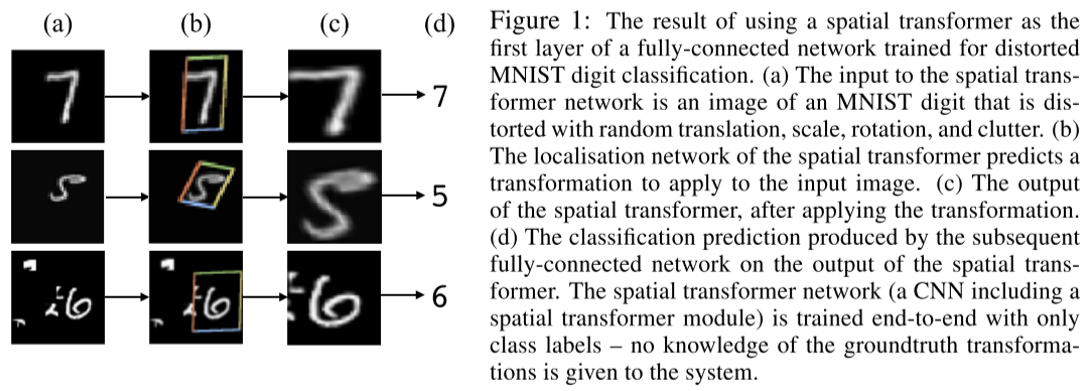 (a) (b) (c) (d)
7
5
6
Figure 1: The result of using a spatial transformer as the
first layer of a fully-connected network trained for distorted
MNIST digit classification. (a) The input to the spatial trans-
former network is an image of an MNIST digit that is dis-
torted with random translation, scale, rotation, and clutter. (b)
The localisation network of the spatial transformer predicts a
transformation to apply to the input image. (c) The output
of the spatial transformer, after applying the transformation.
(d) The classification prediction produced by the subsequent
fully-connected network on the output of the spatial trans-
former. The spatial transformer network (a CNN including a
spatial transformer module) is trained end-to-end with only
class labels – no knowledge of the groundtruth transforma-
tions is given to the system.